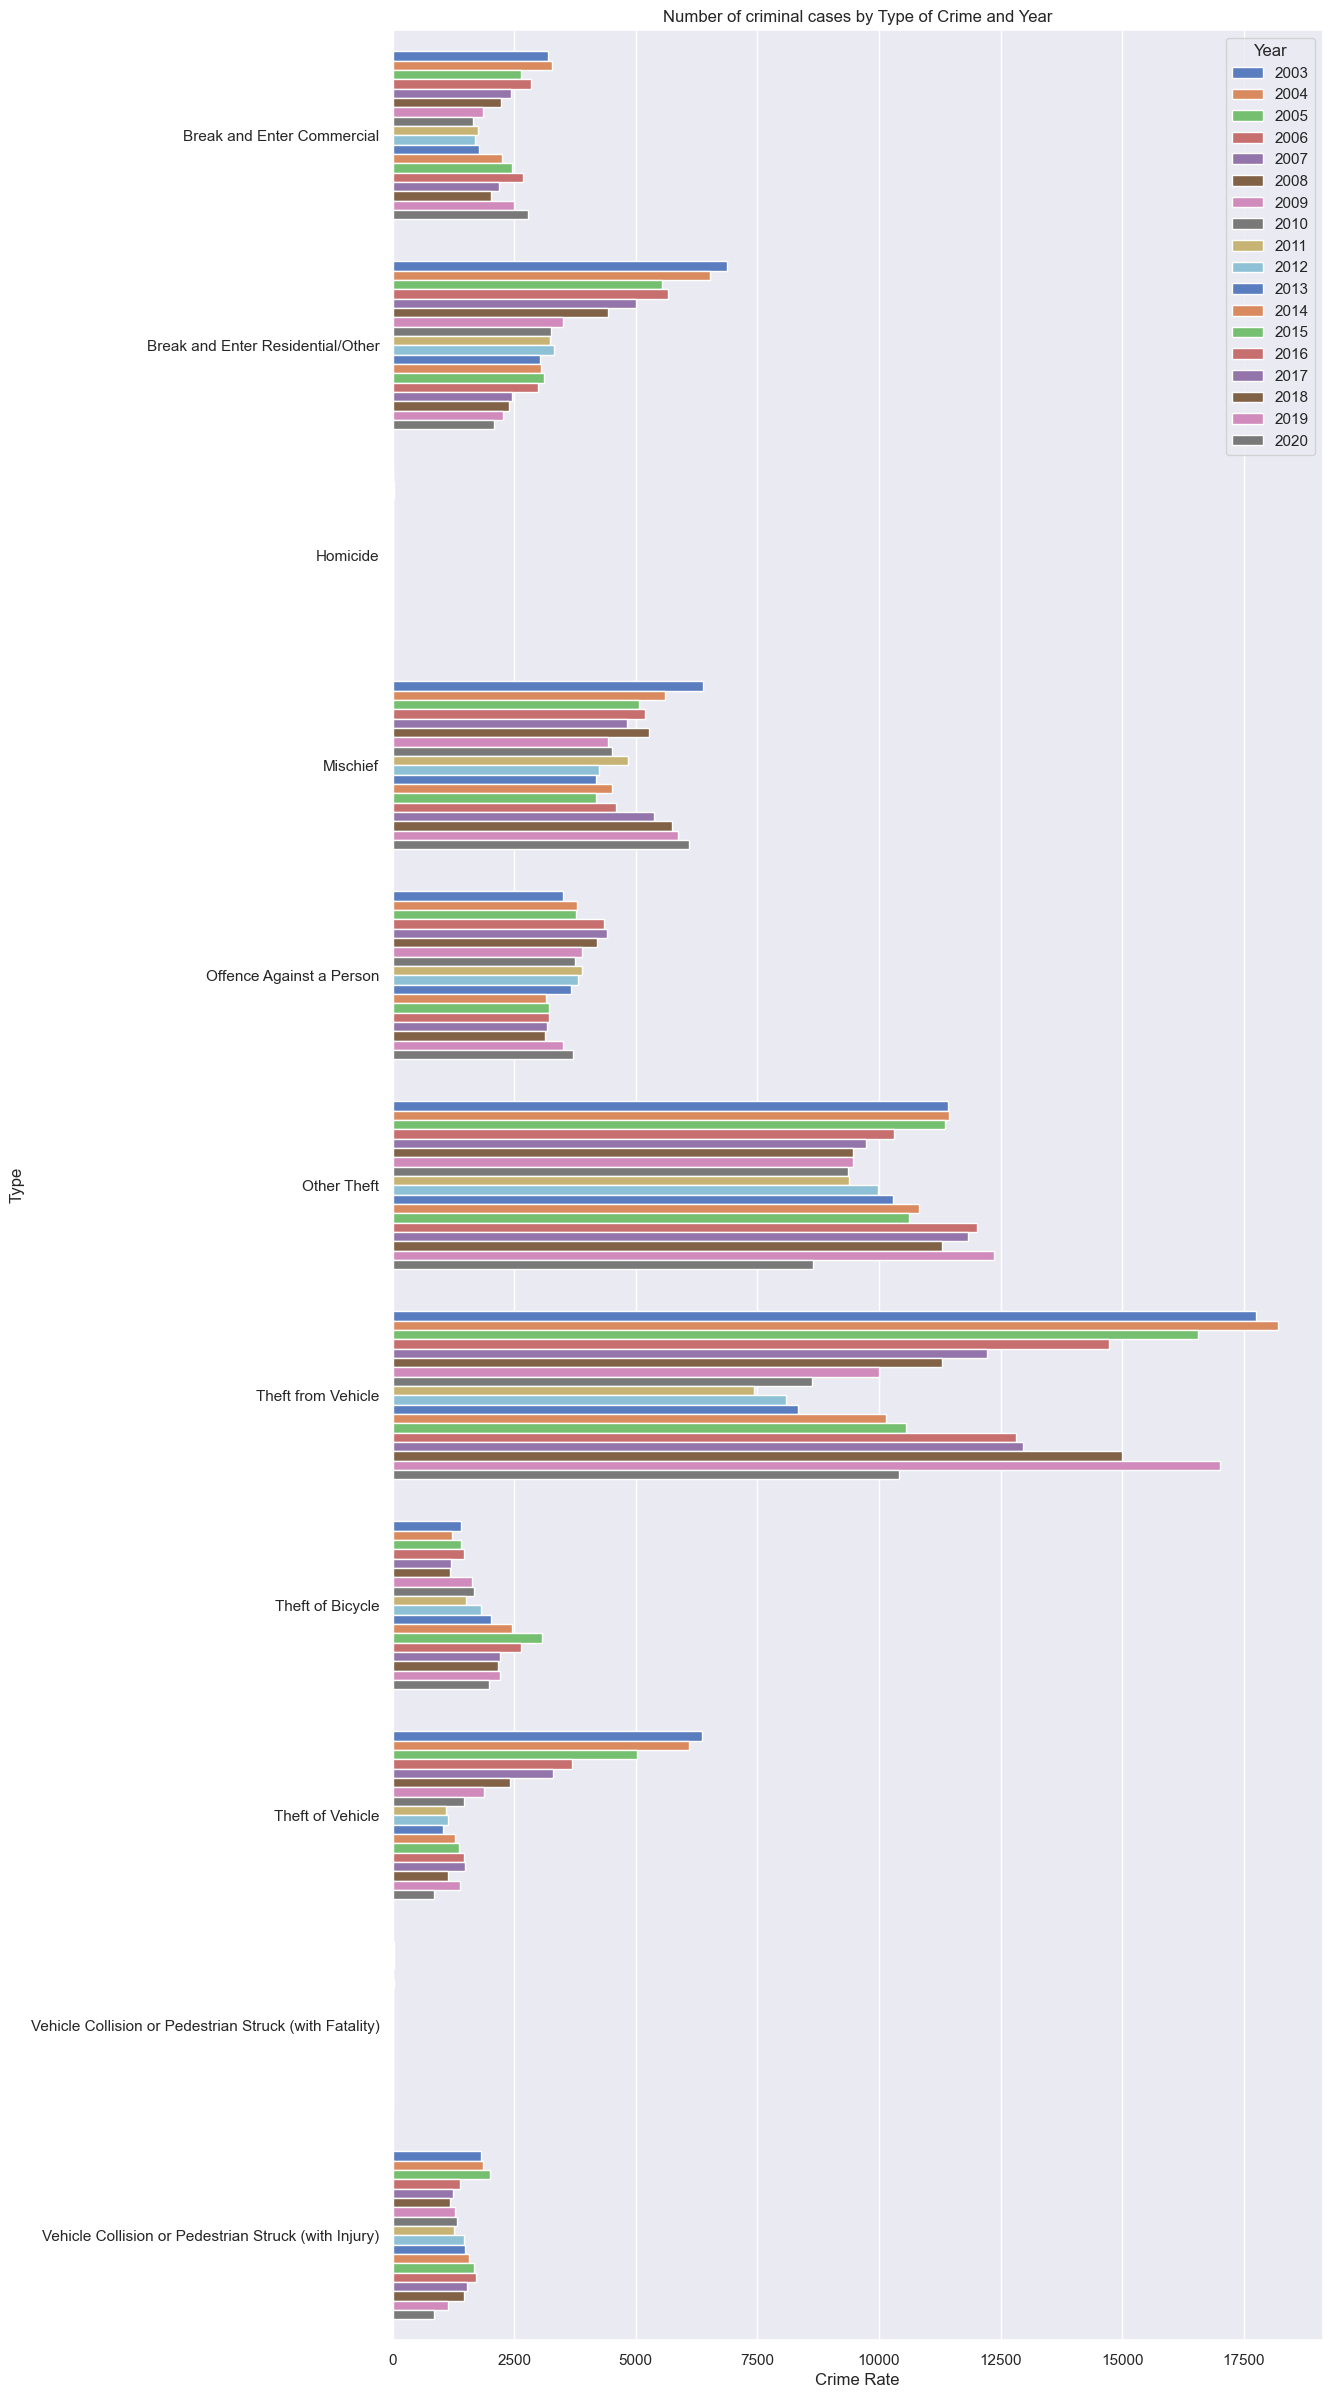 Number of criminal cases by Type of Crime and Year
Year
2003
2004
2005
2006
2007
2008
2009
2010
2011
2012
2013
2014
2015
2016
2017
2018
2019
2020
Type
Break and Enter Commercial
Break and Enter Residential/Other
Homicide
Mischief
Offence Against a Person
Other Theft
Theft from Vehicle
Theft of Bicycle
Theft of Vehicle
Vehicle Collision or Pedestrian Struck (with Fatality)
Vehicle Collision or Pedestrian Struck (with Injury)
0 2500 5000 7500 10000 12500 15000 17500
Crime Rate